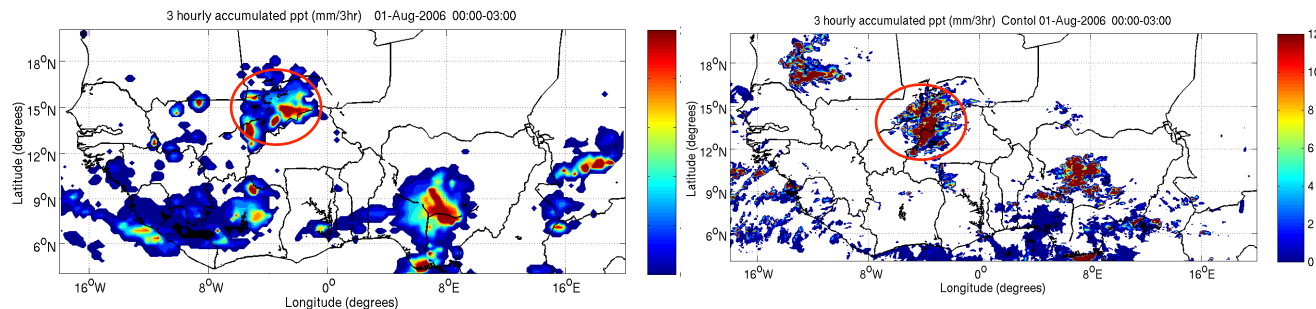 3 hourly accumulated ppt (mm/3hr) 01-Aug-2006 00:00-03:00
18°N
15°N
12°N
9°N
6°N
Latitude (degrees)
16°W
8°W
0°
8°E
16°E
Longitude (degrees)
3 hourly accumulated ppt (mm/3hr) Contol 01-Aug-2006 00:00-03:00
18°N
15°N
12°N
9°N
6°N
Latitude (degrees)
16°W
8°W
0°
8°E
16°E
Longitude (degrees)
12
10
8
6
4
2
0